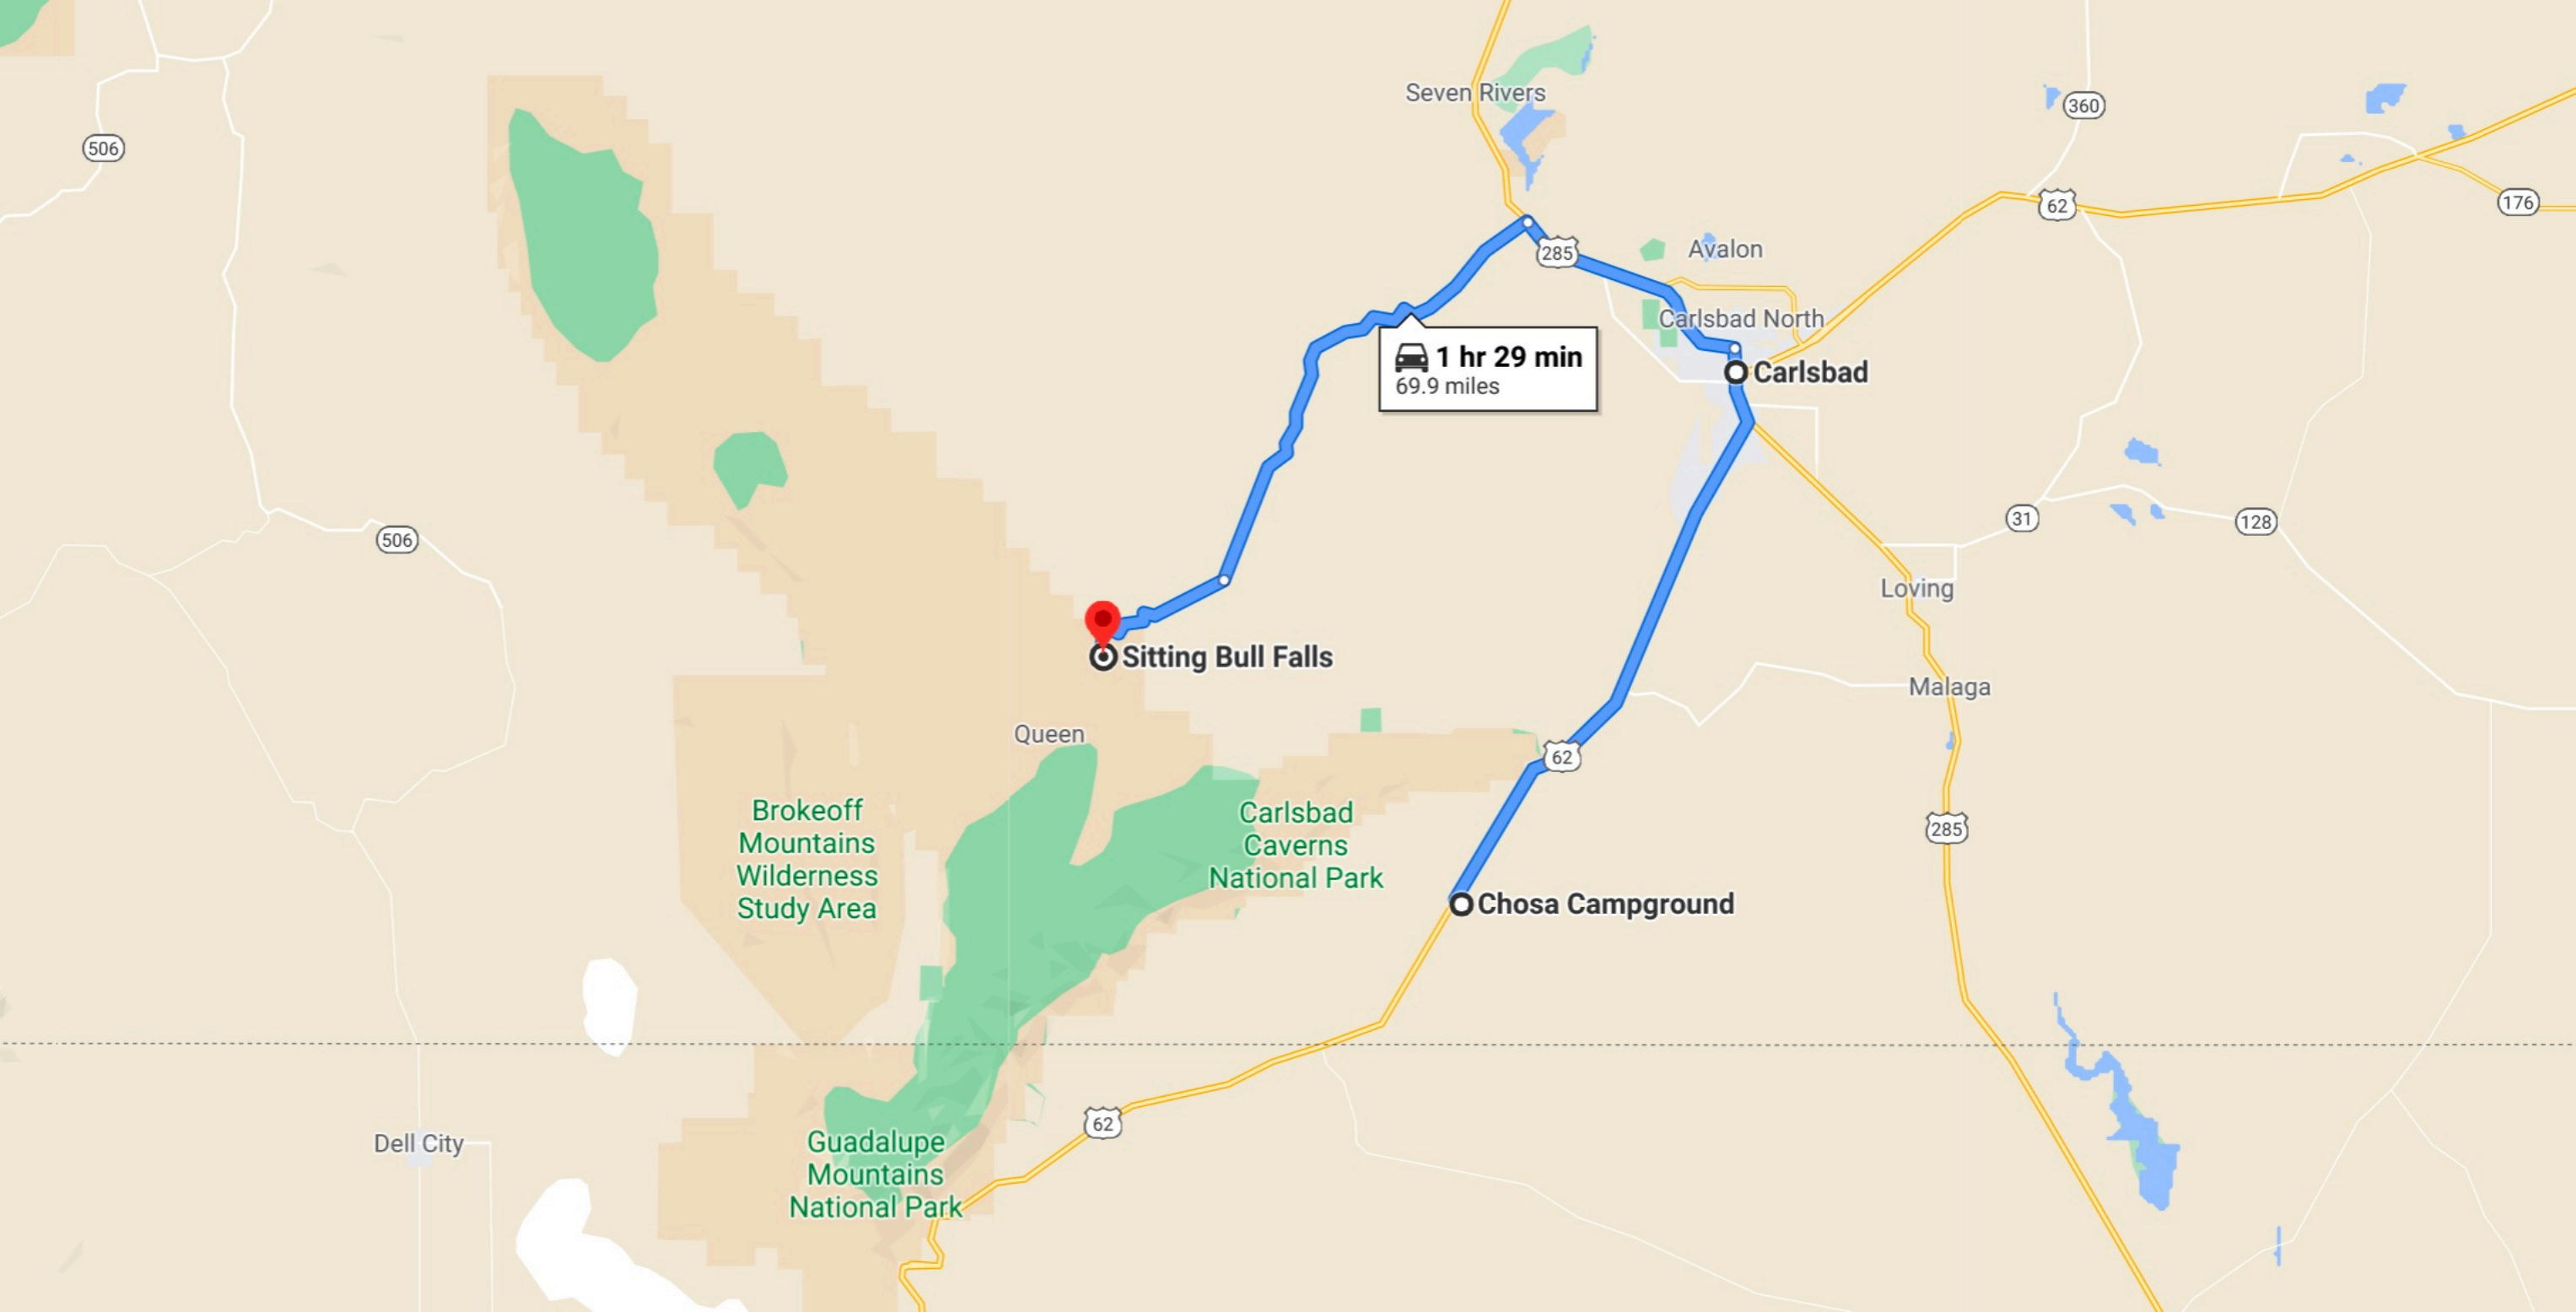 Seven Rivers
360
506
176
62
285
Avalon
Carlsbad North
1 hr 29 min
69.9 miles
Carlsbad
31
128
506
Loving
Sitting Bull Falls
Malaga
Queen
62
Brokeoff
Mountains
Wilderness
Study Area
Carlsbad
Caverns
National Park
285
Chosa Campground
62
Dell City
Guadalupe
Mountains
National Park